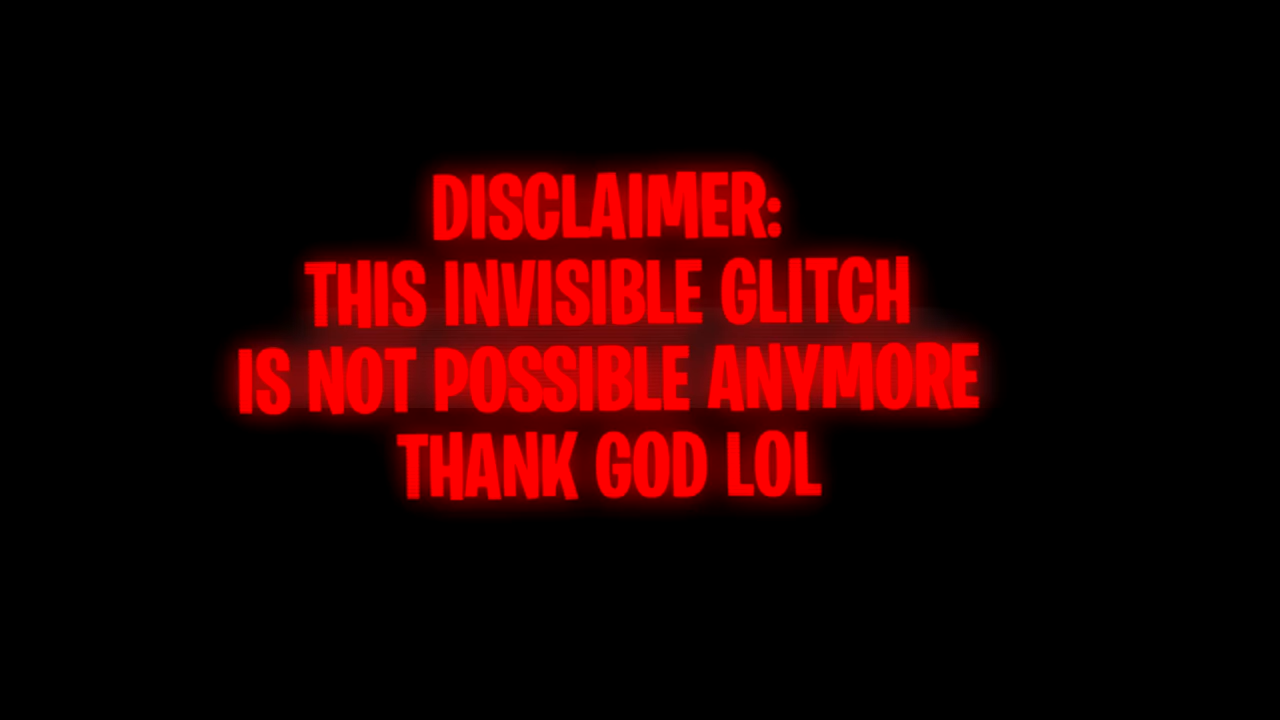 DISCLAIMER:
THIS INVISIBLE GLITCH
IS NOT POSSIBLE ANYMORE
THANK GOD LOL